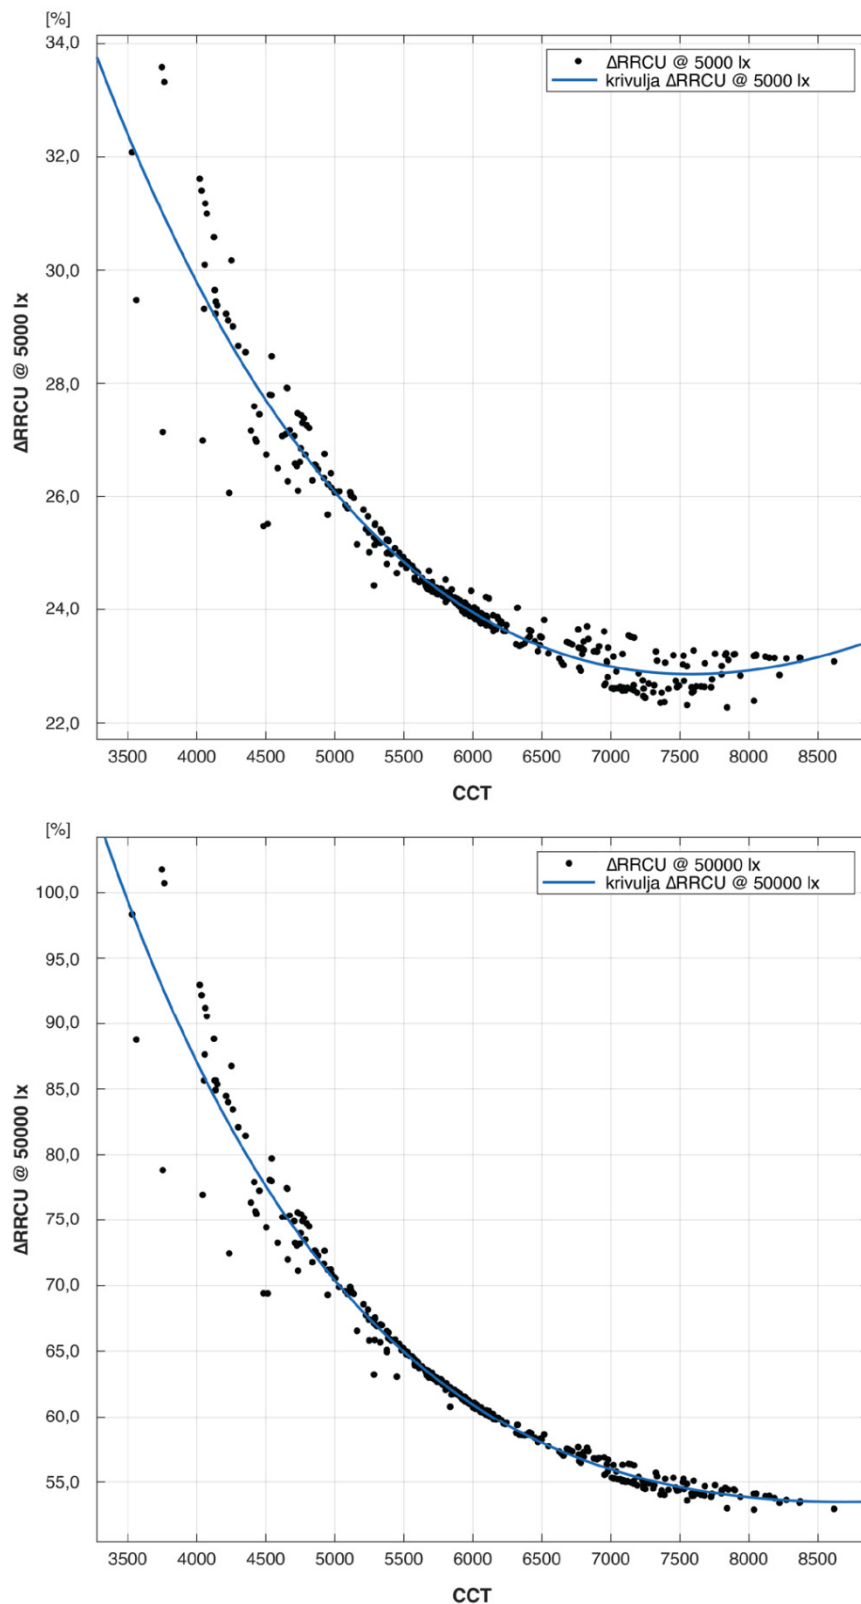 [%]
34,0
32,0
30,0
28,0
26,0
24,0
22,0
ΔRRCU @ 5000 lx
ΔRRCU @ 5000 lx
krivulja ΔRRCU @ 5000 lx
3500 4000 4500 5000 5500 6000 6500 7000 7500 8000 8500
CCT
[%]
100,0
95,0
90,0
85,0
80,0
75,0
70,0
65,0
60,0
55,0
ΔRRCU @ 50000 lx
ΔRRCU @ 50000 lx
krivulja ΔRRCU @ 50000 lx
3500 4000 4500 5000 5500 6000 6500 7000 7500 8000 8500
CCT